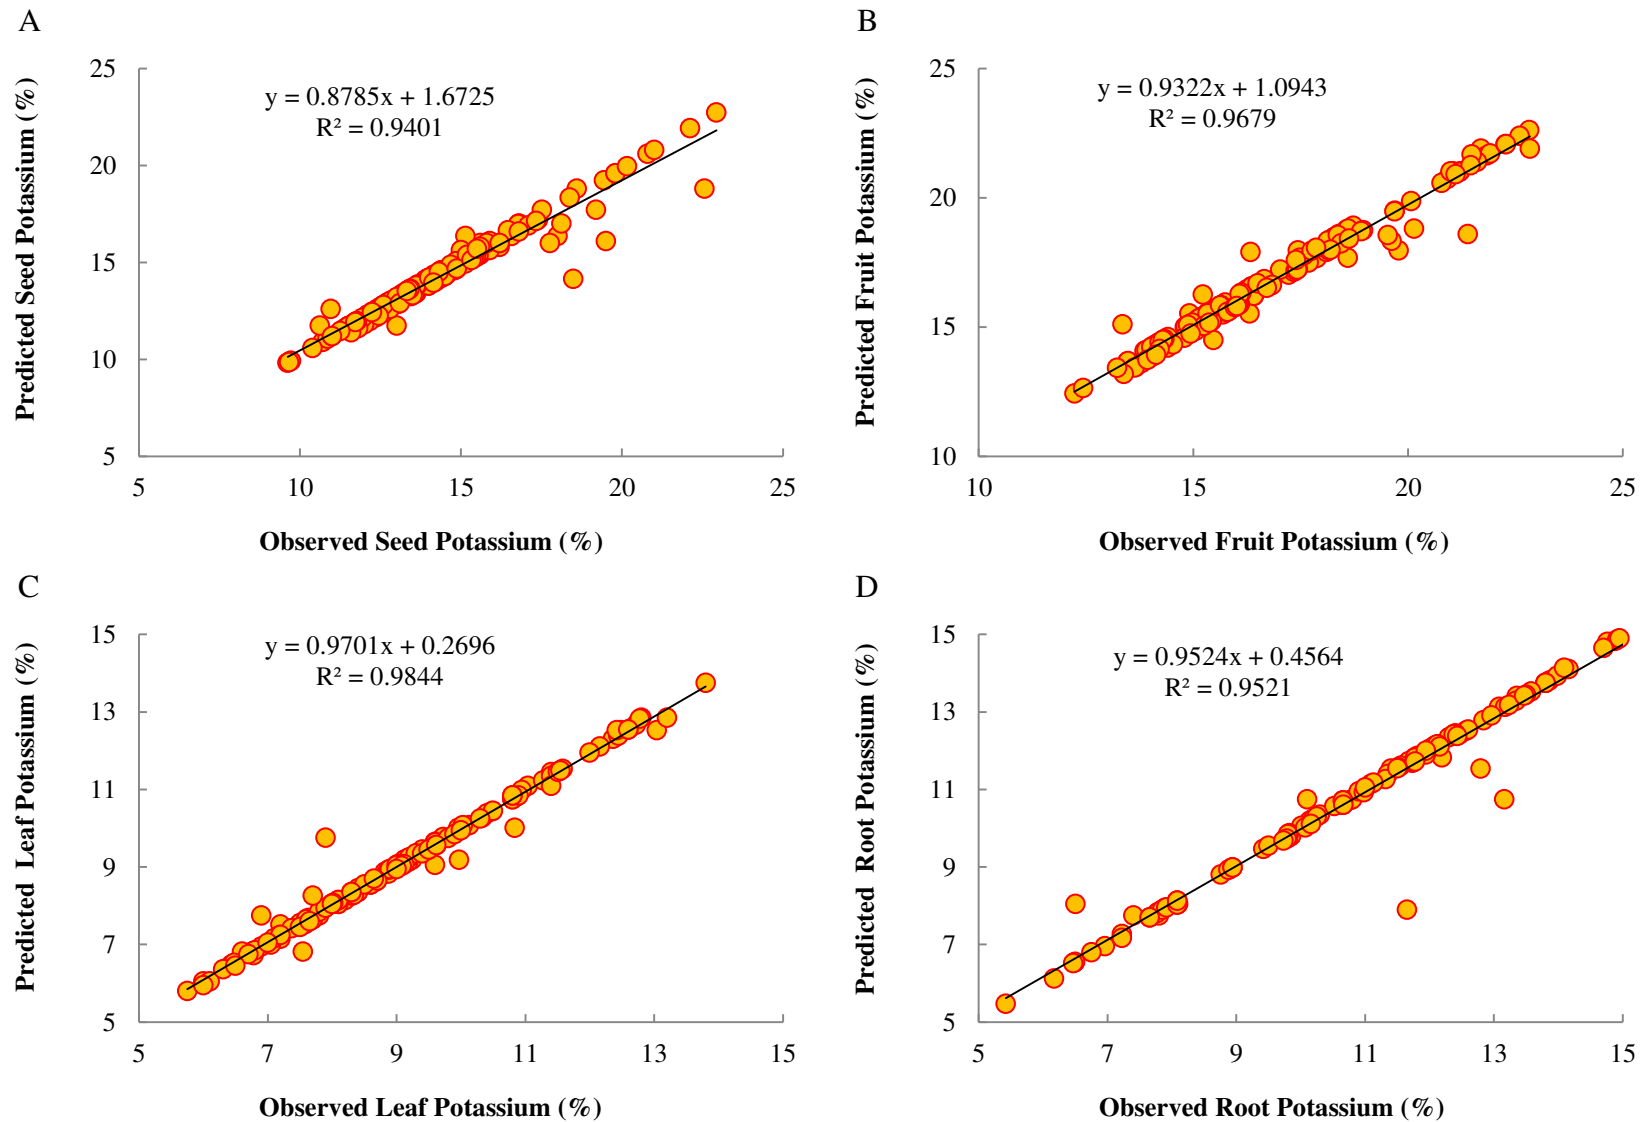 A
Predicted Seed Potassium (%)
25
20
15
10
5
y = 0.8785x + 1.6725
R² = 0.9401
5 10 15 20 25
Observed Seed Potassium (%)
B
Predicted Fruit Potassium (%)
25
20
15
10
y = 0.9322x + 1.0943
R² = 0.9679
10 15 20 25
Observed Fruit Potassium (%)
C
Predicted Leaf Potassium (%)
15
13
11
9
7
5
y = 0.9701x + 0.2696
R² = 0.9844
5 7 9 11 13 15
Observed Leaf Potassium (%)
D
Predicted Root Potassium (%)
15
13
11
9
7
5
y = 0.9524x + 0.4564
R² = 0.9521
5 7 9 11 13 15
Observed Root Potassium (%)